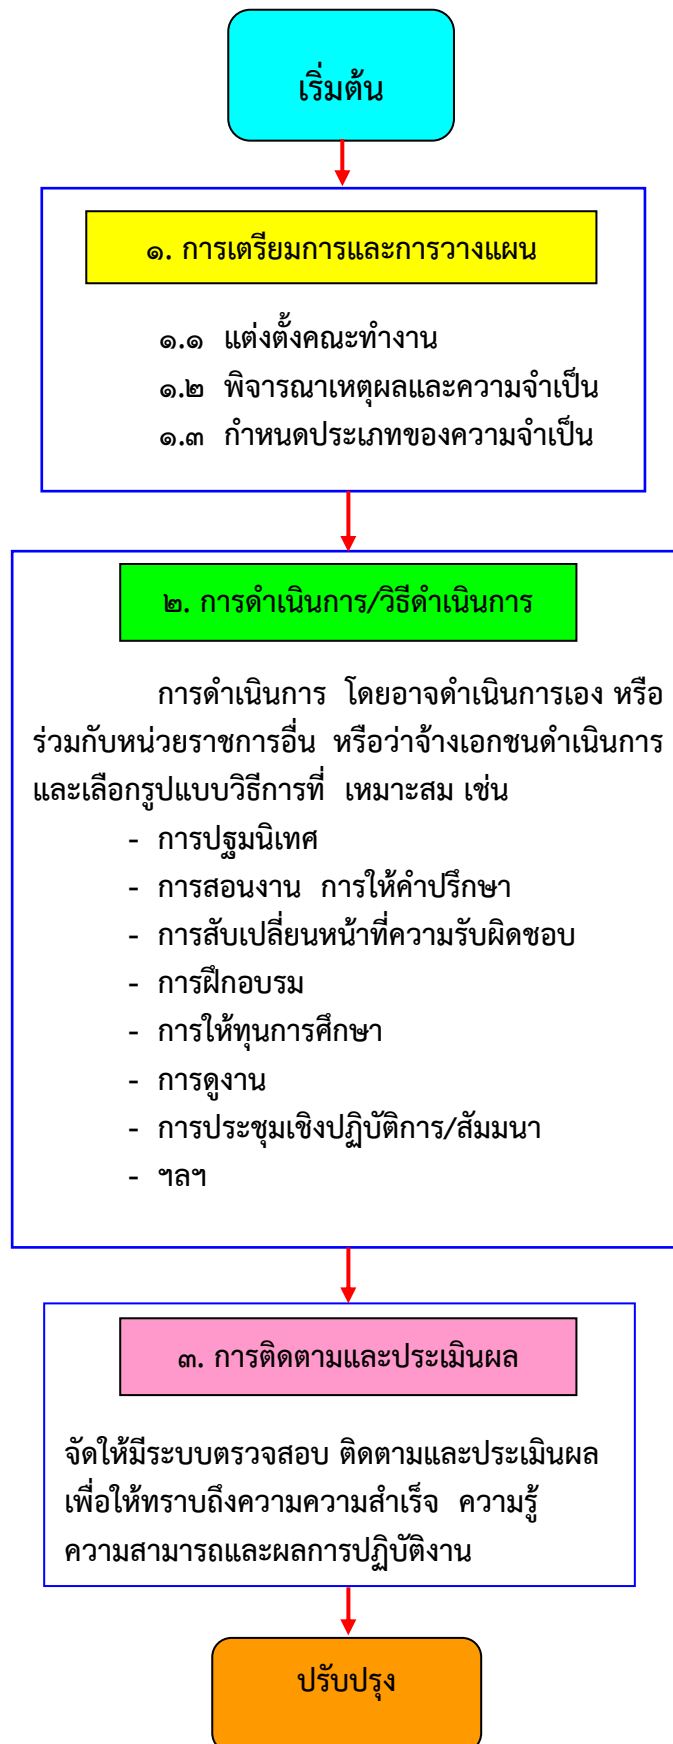 เริ่มต้น
๑. การเตรียมการและการวางแผน
๑.๑ แต่งตั้งคณะทำงาน
๑.๒ พิจารณาเหตุผลและความจำเป็น
๑.๓ กำหนดประเภทของความจำเป็น
๒. การดำเนินการ/วิธีดำเนินการ
การดำเนินการ โดยอาจดำเนินการเอง หรือ
ร่วมกับหน่วยราชการอื่น หรือว่าจ้างเอกชนดำเนินการ
และเลือกรูปแบบวิธีการที่ เหมาะสม เช่น
- การปฐมนิเทศ
- การสอนงาน การให้คำปรึกษา
- การสับเปลี่ยนหน้าที่ความรับผิดชอบ
- การฝึกอบรม
- การให้ทุนการศึกษา
- การดูงาน
- การประชุมเชิงปฏิบัติการ/สัมมนา
- ฯลฯ
๓. การติดตามและประเมินผล
จัดให้มีระบบตรวจสอบ ติดตามและประเมินผล
เพื่อให้ทราบถึงความความสำเร็จ ความรู้
ความสามารถและผลการปฏิบัติงาน
ปรับปรุง